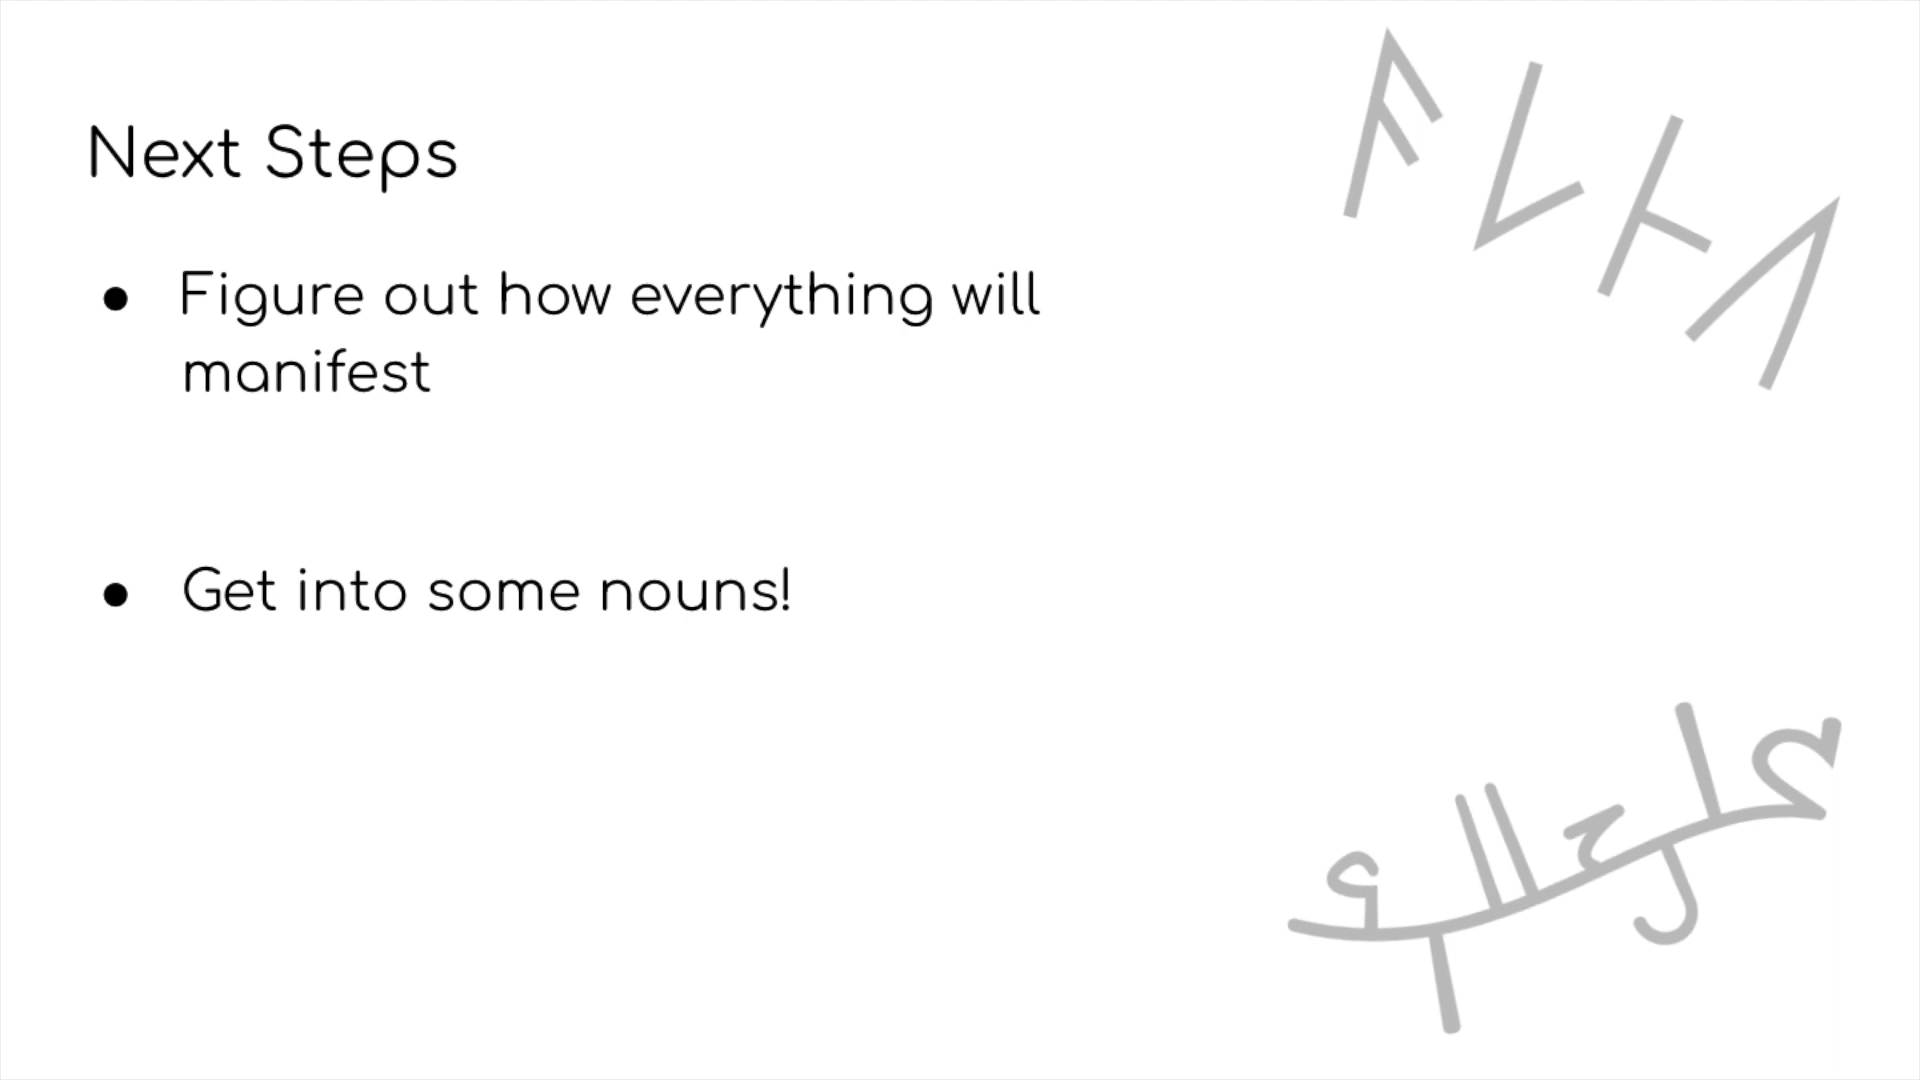 Next Steps
● Figure out how everything will
manifest
● Get into some nouns!